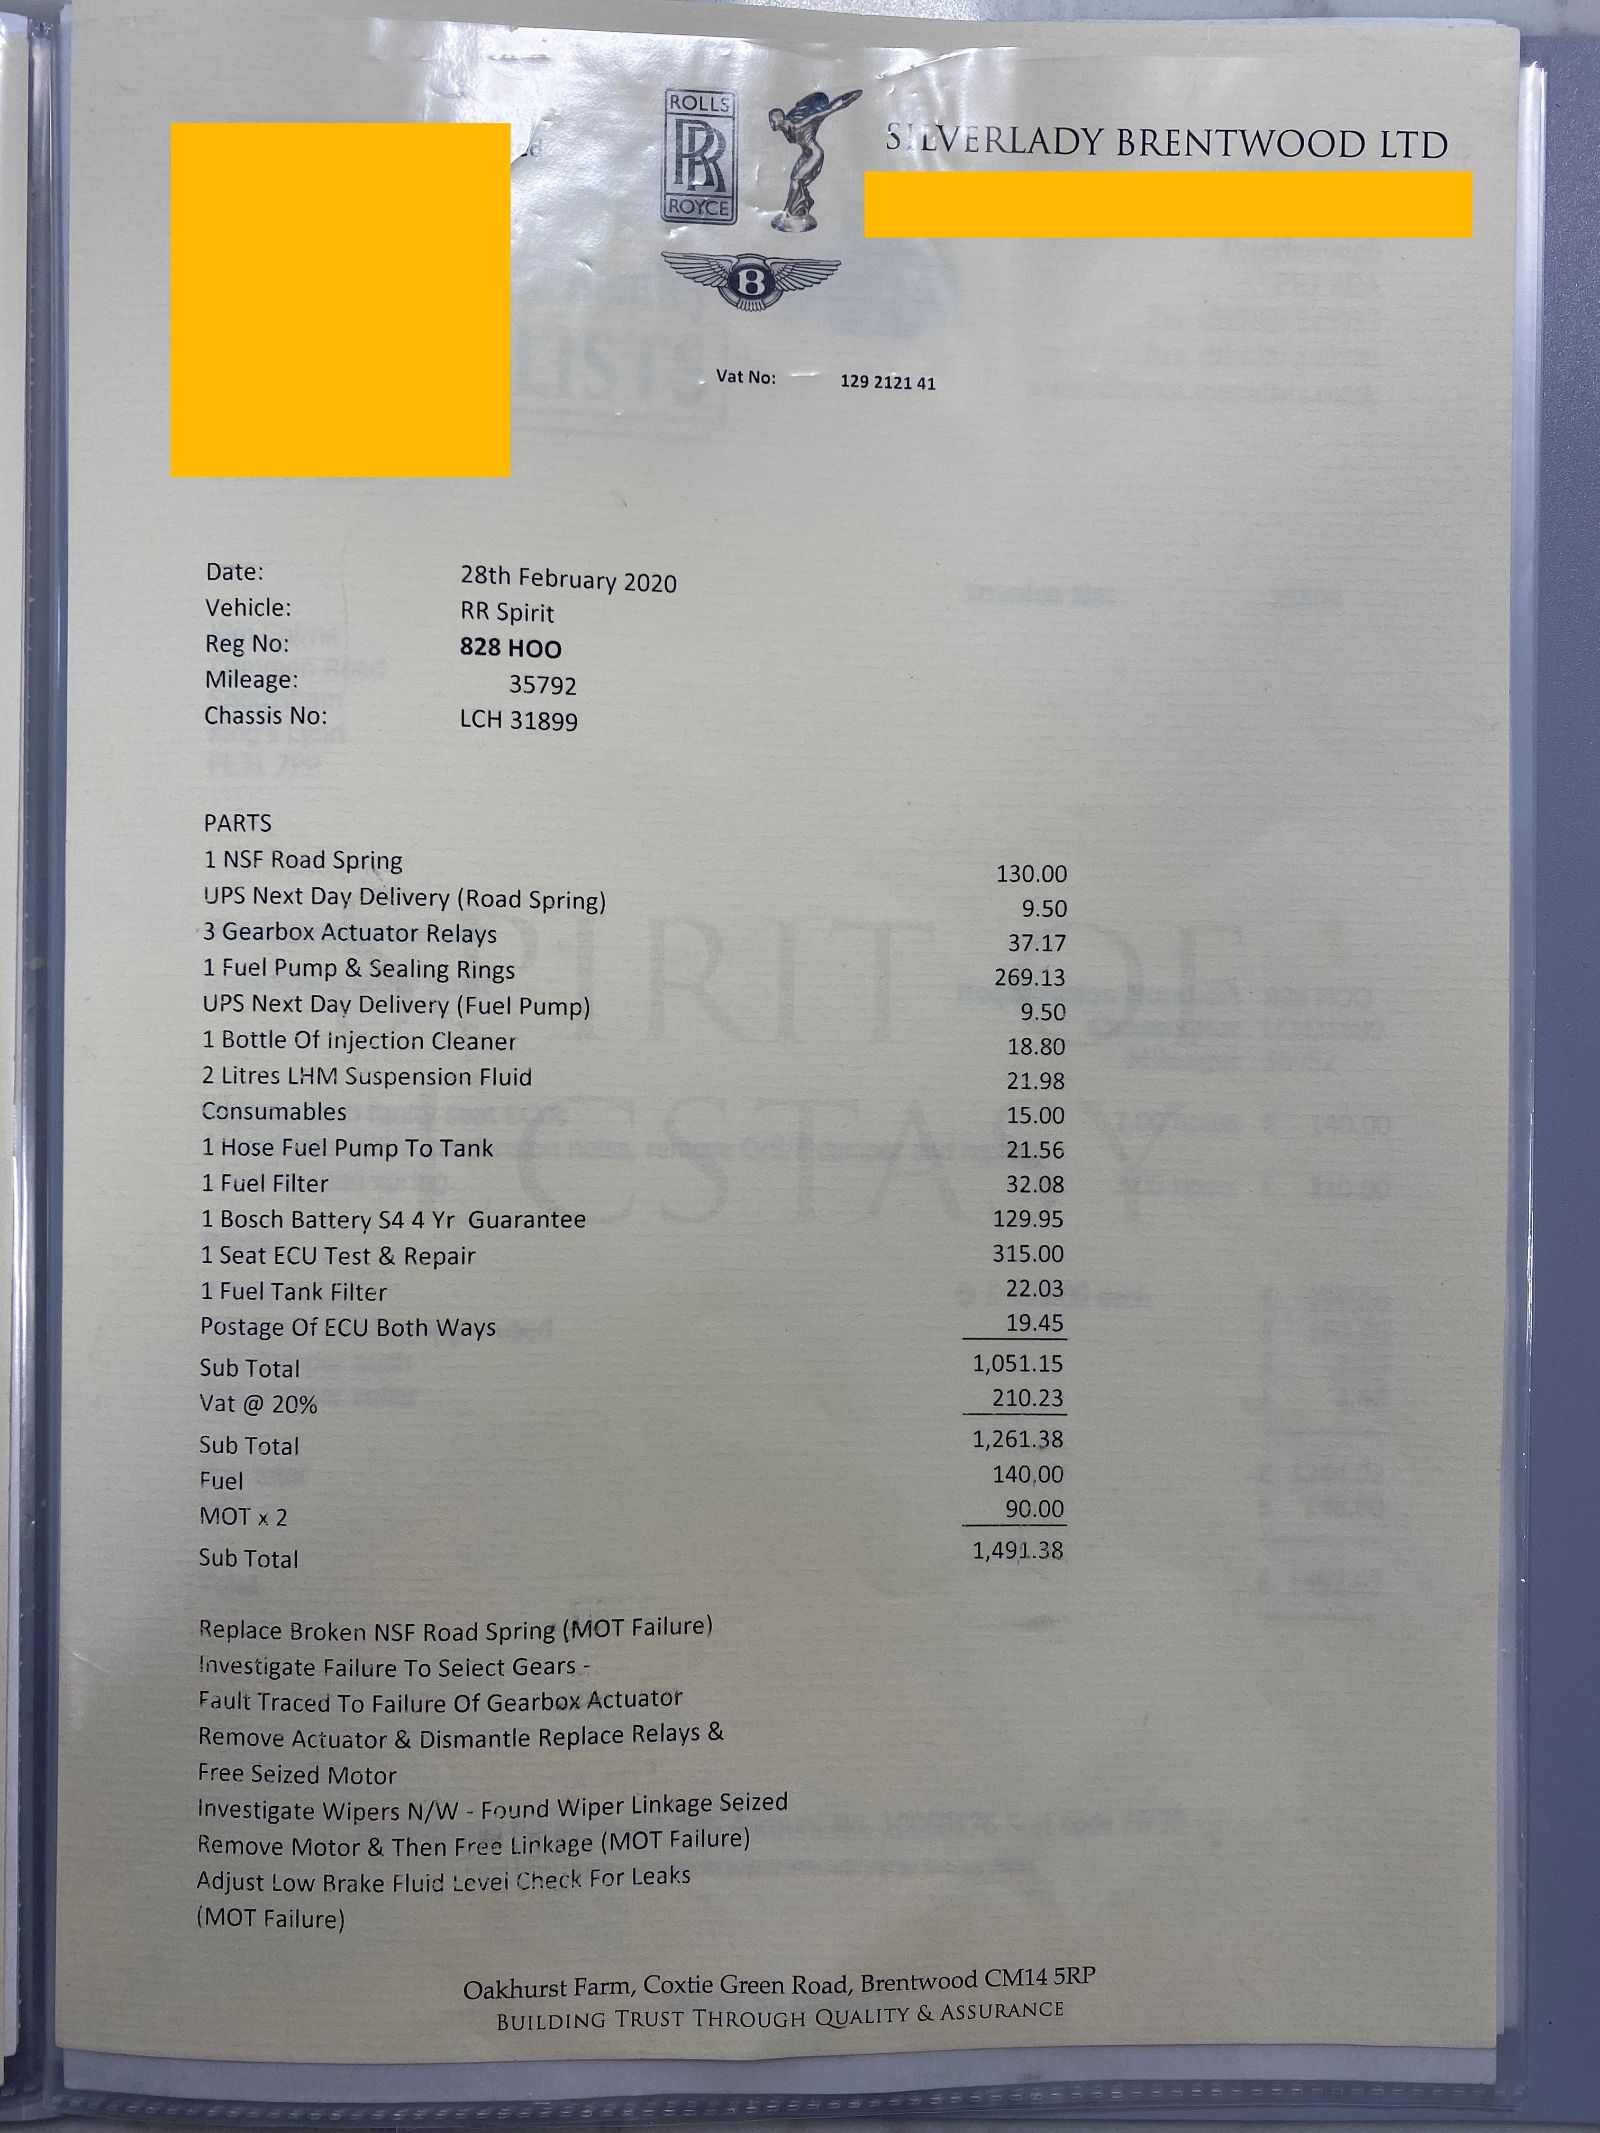 ROLLS
RR
ROYCE
SILVERLADY BRENTWOOD LTD
B
Vat No: 129 2121 41
Date: 28th February 2020
Vehicle: RR Spirit
Reg No: 828 HOO
Mileage: 35792
Chassis No: LCH 31899
PARTS
1 NSF Road Spring 130.00
UPS Next Day Delivery (Road Spring) 9.50
3 Gearbox Actuator Relays 37.17
1 Fuel Pump & Sealing Rings 269.13
UPS Next Day Delivery (Fuel Pump) 9.50
1 Bottle Of Injection Cleaner 18.80
2 Litres LHM Suspension Fluid 21.98
Consumables 15.00
1 Hose Fuel Pump To Tank 21.56
1 Fuel Filter 32.08
1 Bosch Battery S4 4 Yr Guarantee 129.95
1 Seat ECU Test & Repair 315.00
1 Fuel Tank Filter 22.03
Postage Of ECU Both Ways 19.45
Sub Total 1,051.15
Vat @ 20% 210.23
Sub Total 1,261.38
Fuel 140.00
MOT x 2 90.00
Sub Total 1,491.38
Replace Broken NSF Road Spring (MOT Failure)
Investigate Failure To Select Gears -
Fault Traced To Failure Of Gearbox Actuator
Remove Actuator & Dismantle Replace Relays &
Free Seized Motor
Investigate Wipers N/W - Found Wiper Linkage Seized
Remove Motor & Then Free Linkage (MOT Failure)
Adjust Low Brake Fluid Level Check For Leaks
(MOT Failure)
Oakhurst Farm, Coxtie Green Road, Brentwood CM14 5RP
BUILDING TRUST THROUGH QUALITY & ASSURANCE